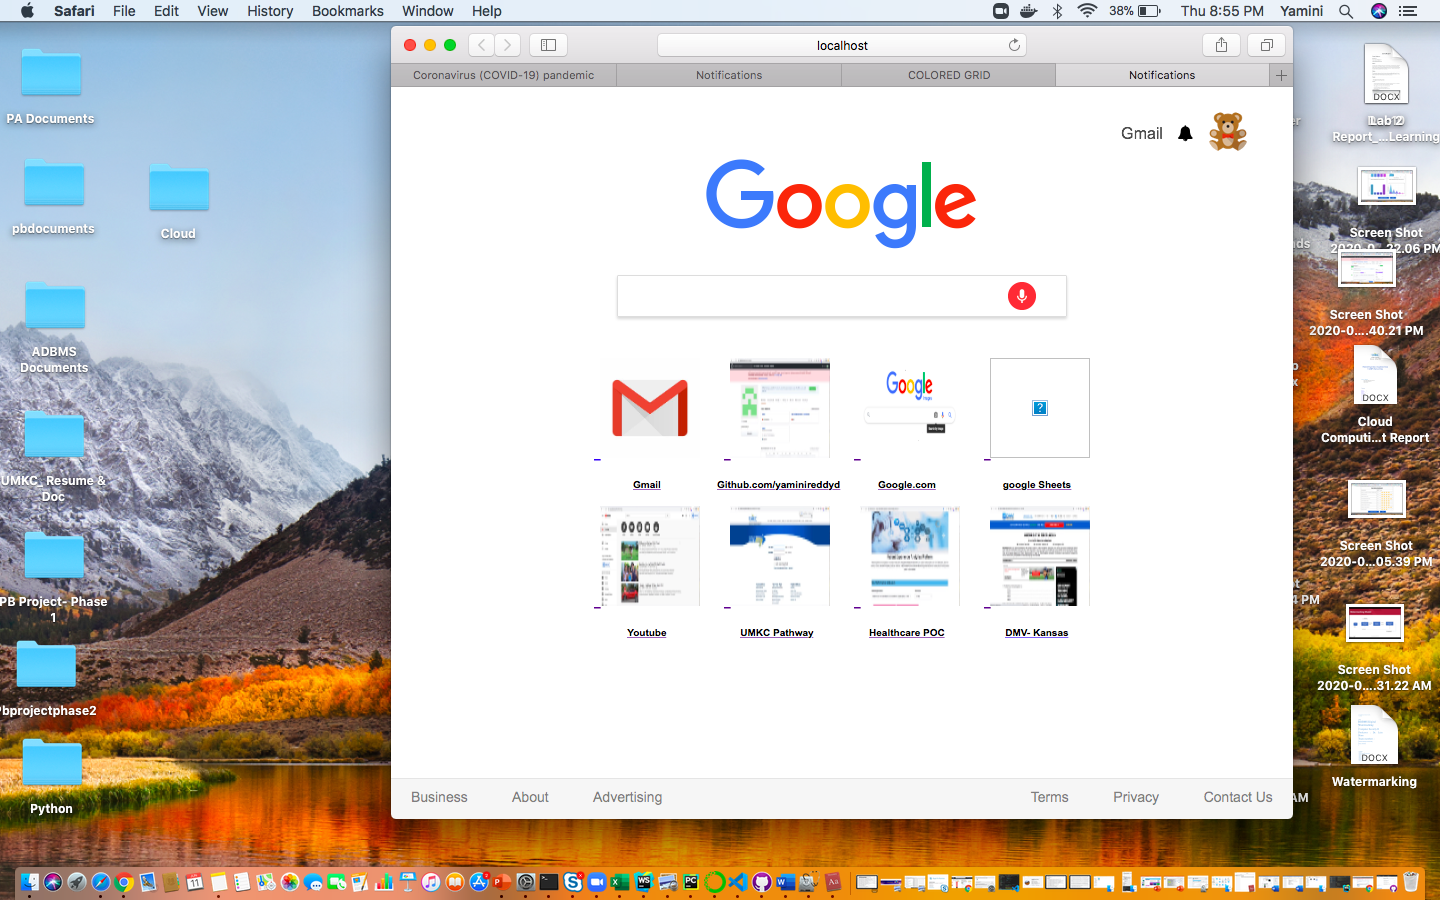 Safari File Edit View History Bookmarks Window Help
38% Thu 8:55 PM Yamini
localhost
Coronavirus (COVID-19) pandemic
Notifications
COLORED GRID
Notifications
Gmail
Google
Gmail
Github.com/yaminireddyd
Google.com
google Sheets
Youtube
UMKC Pathway
Healthcare POC
DMV- Kansas
Business
About
Advertising
Terms
Privacy
Contact Us
PA Documents
pbdocuments
Cloud
ADBMS
Documents
UMKC_ Resume &
Doc
PB Project- Phase
1
Pbprojectphase2
Python
DOCX
Report_...Learning
Screen Shot
2020-0...22.06 PM
Screen Shot
2020-0....40.21 PM
DOCX
Cloud
Computi...t Report
Screen Shot
2020-0...05.39 PM
Screen Shot
2020-0....31.22 AM
DOCX
Watermarking